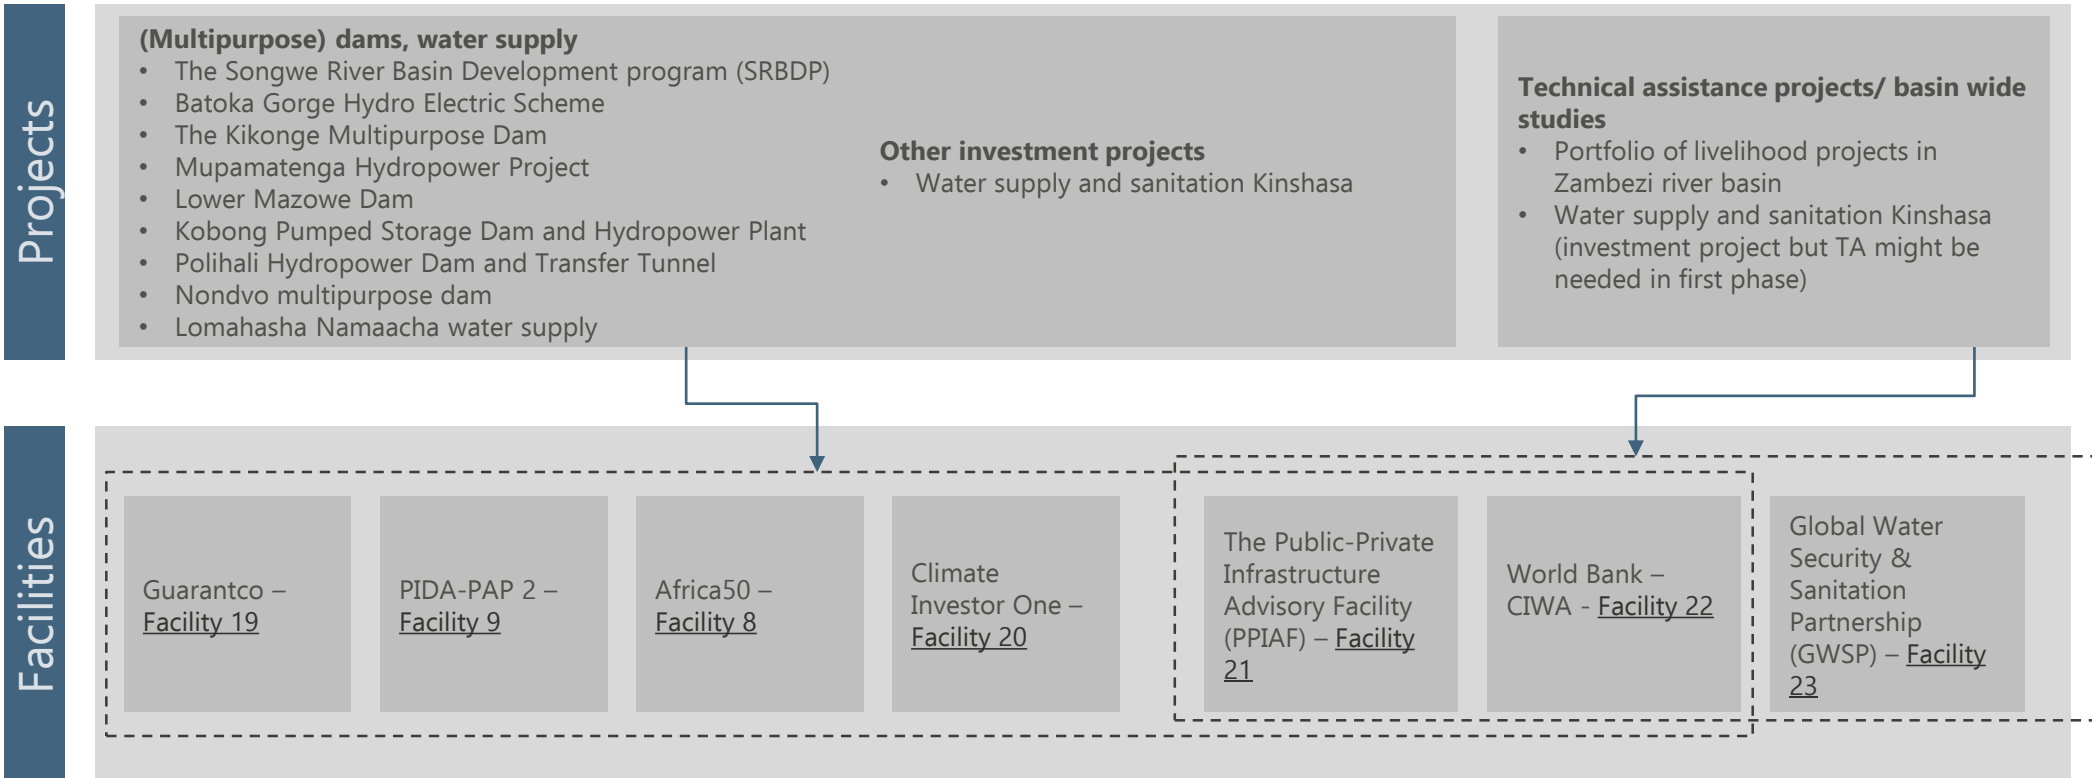 Projects
(Multipurpose) dams, water supply
• The Songwe River Basin Development program (SRBDP)
• Batoka Gorge Hydro Electric Scheme
• The Kikonge Multipurpose Dam
• Mupamatenga Hydropower Project
• Lower Mazowe Dam
• Kobong Pumped Storage Dam and Hydropower Plant
• Polihali Hydropower Dam and Transfer Tunnel
• Nondvo multipurpose dam
• Lomahasha Namaacha water supply
Other investment projects
• Water supply and sanitation Kinshasa
Technical assistance projects/ basin wide
studies
• Portfolio of livelihood projects in
Zambezi river basin
• Water supply and sanitation Kinshasa
(investment project but TA might be
needed in first phase)
Facilities
Guarantco –
Facility 19
PIDA-PAP 2 –
Facility 9
Africa50 –
Facility 8
Climate
Investor One –
Facility 20
The Public-Private
Infrastructure
Advisory Facility
(PPIAF) – Facility
21
World Bank –
CIWA - Facility 22
Global Water
Security &
Sanitation
Partnership
(GWSP) – Facility
23